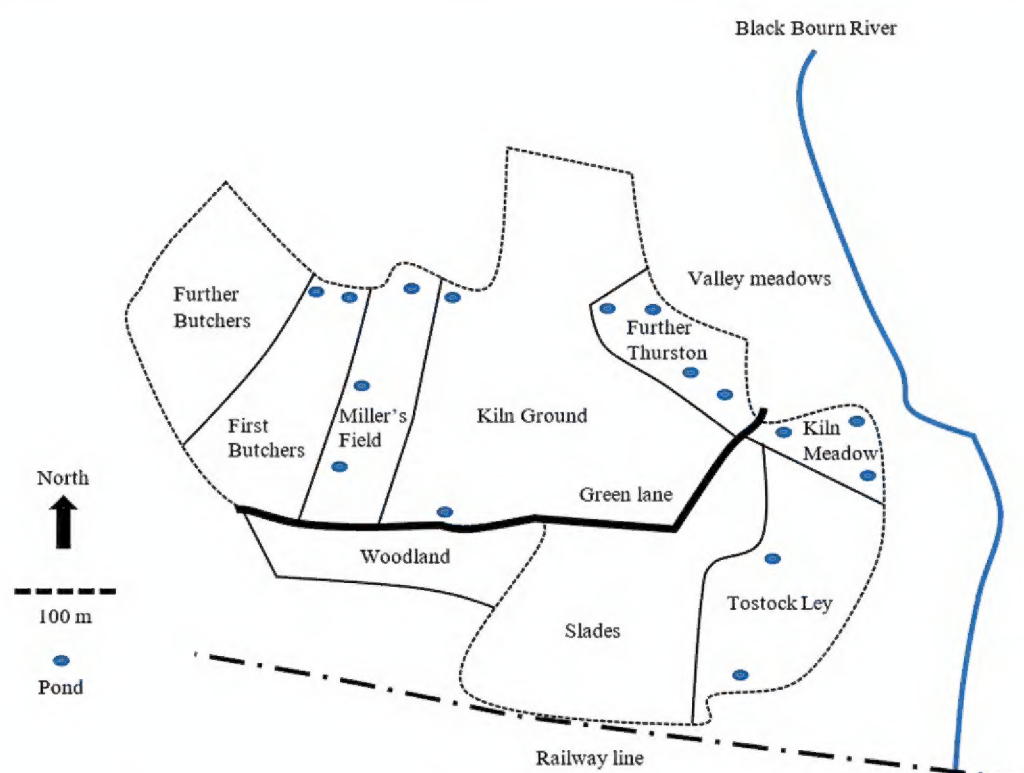 Black Bourn River
Valley meadows
Further
Butchers
Further
Thurston
First
Butchers
Miller's
Field
Kiln Ground
Kiln
Meadow
North
Green lane
Woodland
100 m
Tostock Ley
Slades
Pond
Railway line